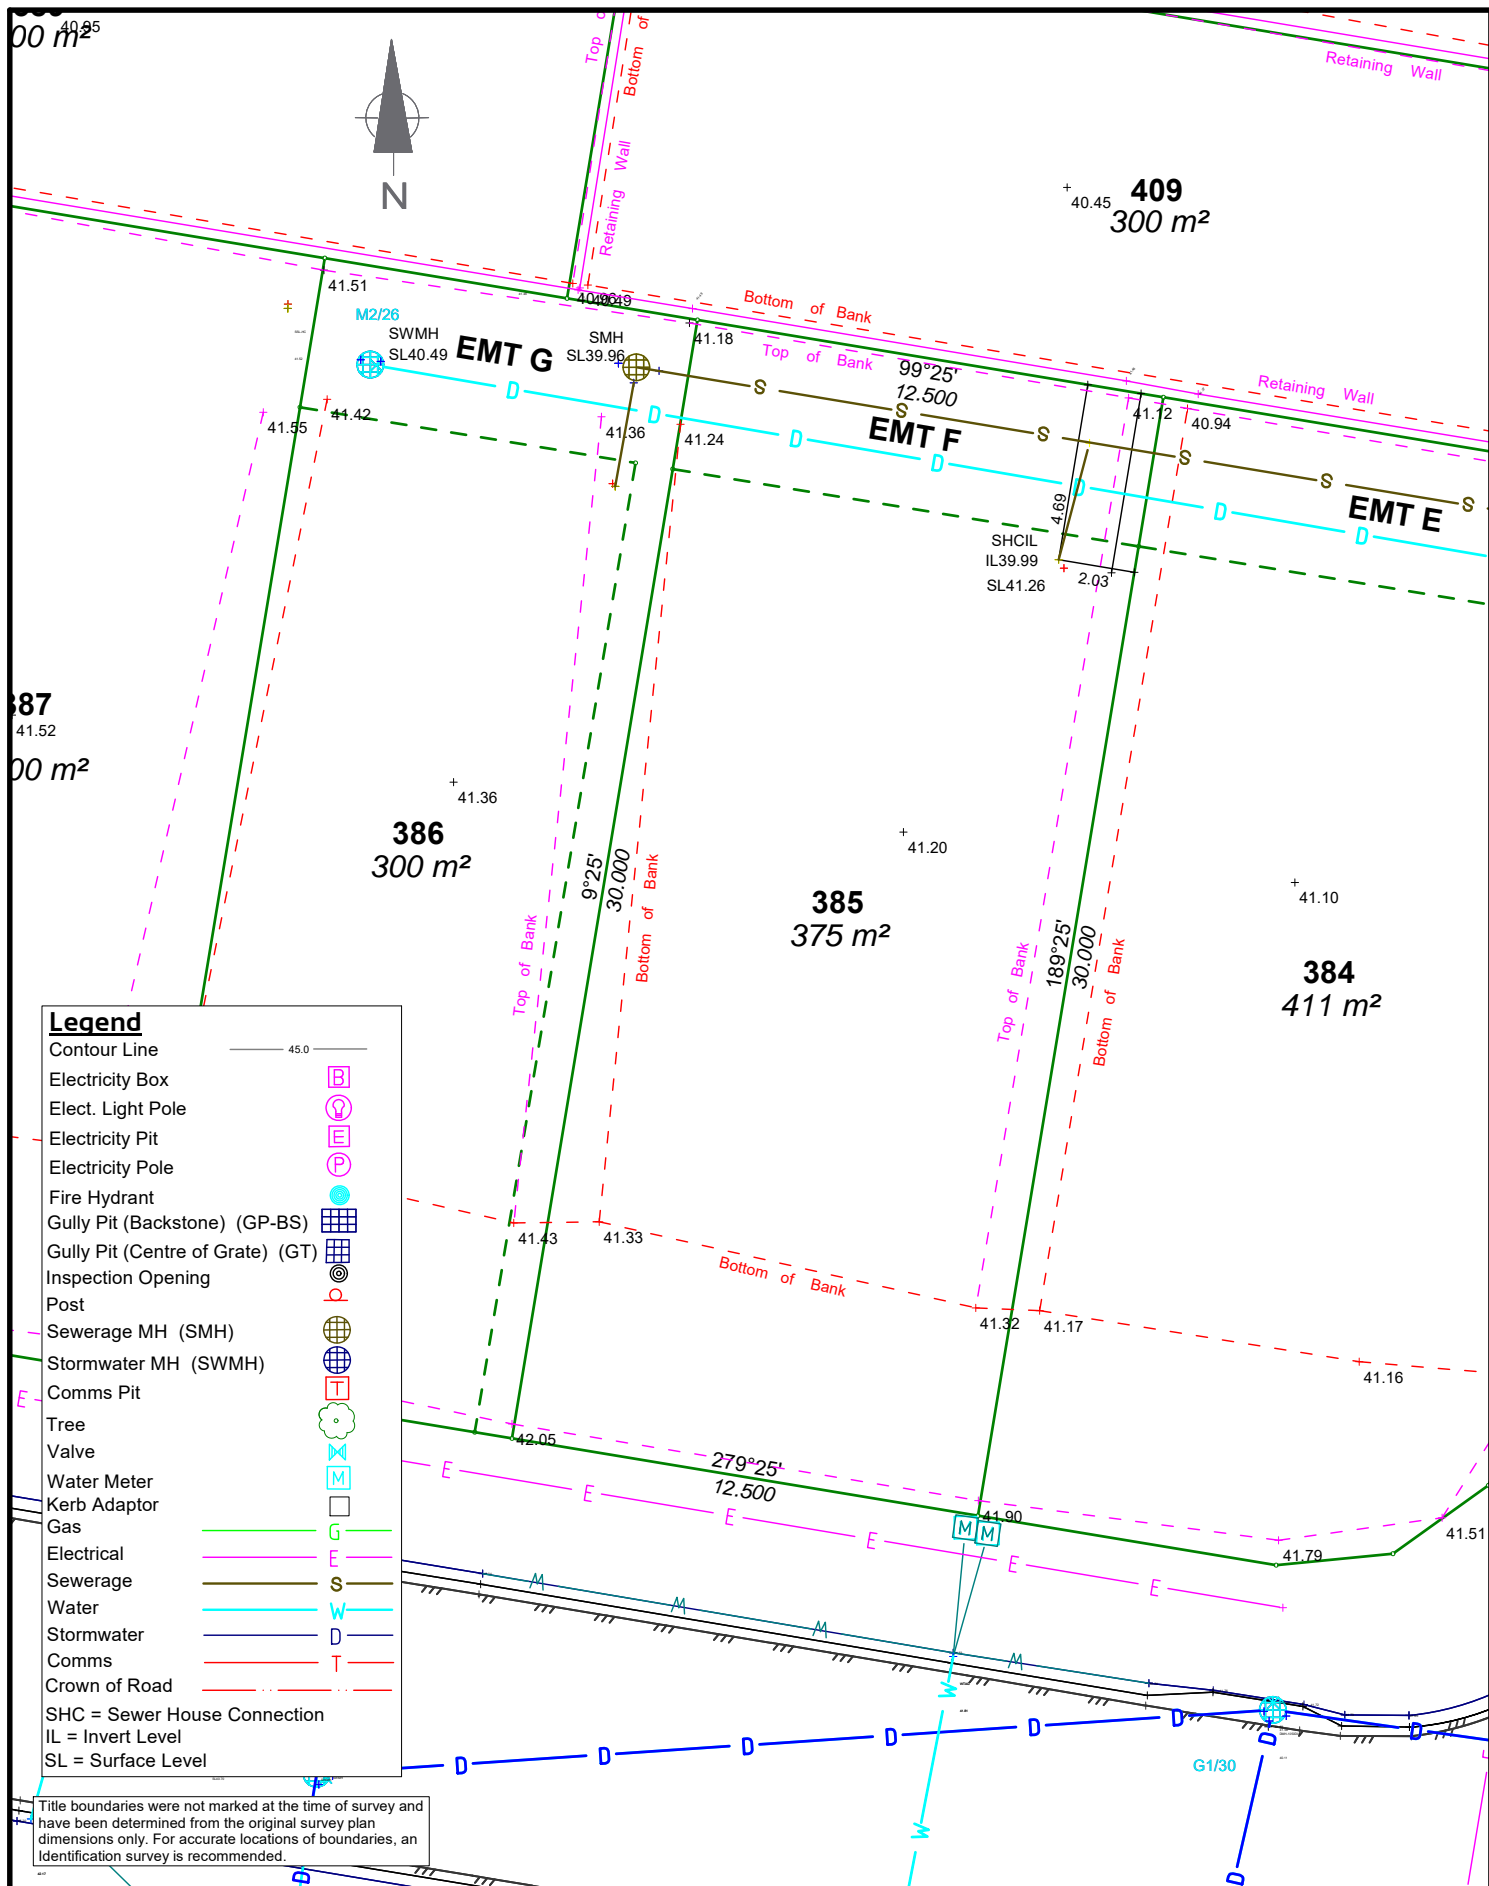 40.95
00 m²
N
Top o
Bottom of
Retaining Wall
Retaining Wall
40.45
409
300 m²
41.51
M2/26
SWMH
SL40.49
EMT G
SMH
SL39.96
40.96
40.49
41.18
Bottom of Bank
Top of Bank
99°25'
12.500
EMT F
Retaining Wall
41.12
40.94
41.55
41.42
41.36
41.24
EMT E
4.69
SHCIL
IL39.99
SL41.26
2.03
387
41.52
00 m²
41.36
386
300 m²
9°25'
30.000
Top of Bank
Bottom of Bank
41.20
385
375 m²
189°25'
30.000
Top of Bank
Bottom of Bank
41.10
384
411 m²
41.43
41.33
Bottom of Bank
41.32
41.17
41.16
42.05
279°25'
12.500
41.90
41.79
41.51
M
M
E
E
E
E
E
E
E
S
S
S
S
S
S
D
D
D
D
D
D
D
W
W
D
D
D
D
D
D
D
D
D
D
G1/30
Legend
Contour Line 45.0
Electricity Box B
Elect. Light Pole
Electricity Pit E
Electricity Pole P
Fire Hydrant
Gully Pit (Backstone) (GP-BS)
Gully Pit (Centre of Grate) (GT)
Inspection Opening
Post
Sewerage MH (SMH)
Stormwater MH (SWMH)
Comms Pit T
Tree
Valve
Water Meter M
Kerb Adaptor
Gas G
Electrical E
Sewerage S
Water W
Stormwater D
Comms T
Crown of Road
SHC = Sewer House Connection
IL = Invert Level
SL = Surface Level
Title boundaries were not marked at the time of survey and
have been determined from the original survey plan
dimensions only. For accurate locations of boundaries, an
Identification survey is recommended.